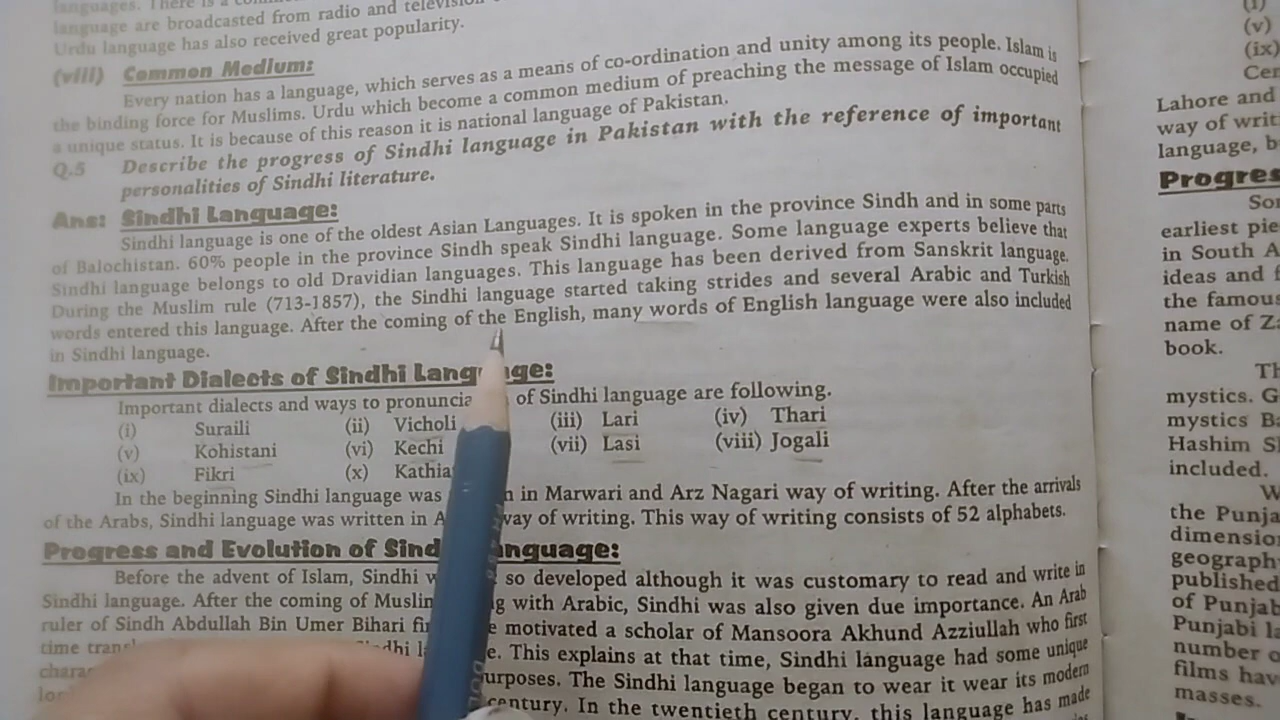 languages. There is a
language are broadcasted from radio and television
Urdu language has also received great popularity.
(viii) Common Medium:
Every nation has a language, which serves as a means of co-ordination and unity among its people. Islam is
the binding force for Muslims. Urdu which become a common medium of preaching the message of Islam occupied
a unique status. It is because of this reason it is national language of Pakistan.
Q.5 Describe the progress of Sindhi language in Pakistan with the reference of important
personalities of Sindhi literature.
Ans: Sindhi Language:
Sindhi language is one of the oldest Asian Languages. It is spoken in the province Sindh and in some parts
of Balochistan. 60% people in the province Sindh speak Sindhi language. Some language experts believe that
Sindhi language belongs to old Dravidian languages. This language has been derived from Sanskrit language.
During the Muslim rule (713-1857), the Sindhi language started taking strides and several Arabic and Turkish
words entered this language. After the coming of the English, many words of English language were also included
in Sindhi language.
Important Dialects of Sindhi Lang ge:
Important dialects and ways to pronuncia of Sindhi language are following.
(i) Suraili (ii) Vicholi (iii) Lari (iv) Thari
(v) Kohistani (vi) Kechi (vii) Lasi (viii) Jogali
(ix) Fikri (x) Kathia
In the beginning Sindhi language was n in Marwari and Arz Nagari way of writing. After the arrivals
of the Arabs, Sindhi language was written in A way of writing. This way of writing consists of 52 alphabets.
Progress and Evolution of Sind nguage:
Before the advent of Islam, Sindhi w so developed although it was customary to read and write in
Sindhi language. After the coming of Muslim g with Arabic, Sindhi was also given due importance. An Arab
ruler of Sindh Abdullah Bin Umer Bihari fir e motivated a scholar of Mansoora Akhund Azziullah who first
time tran dhi la e. This explains at that time, Sindhi language had some unique
chara urposes. The Sindhi language began to wear it wear its modern
century. In the twentieth century, this language has made
(i)
(v)
(ix)
Cer
Lahore and
way of writ
language, b
Progres
Son
earliest pie
in South A
ideas and
the famous
name of Z
book.
Th
mystics. G
mystics Ba
Hashim S
included.
W
the Punja
dimension
geography
published
of Punjab
Punjabi la
number o
films hav
masses.